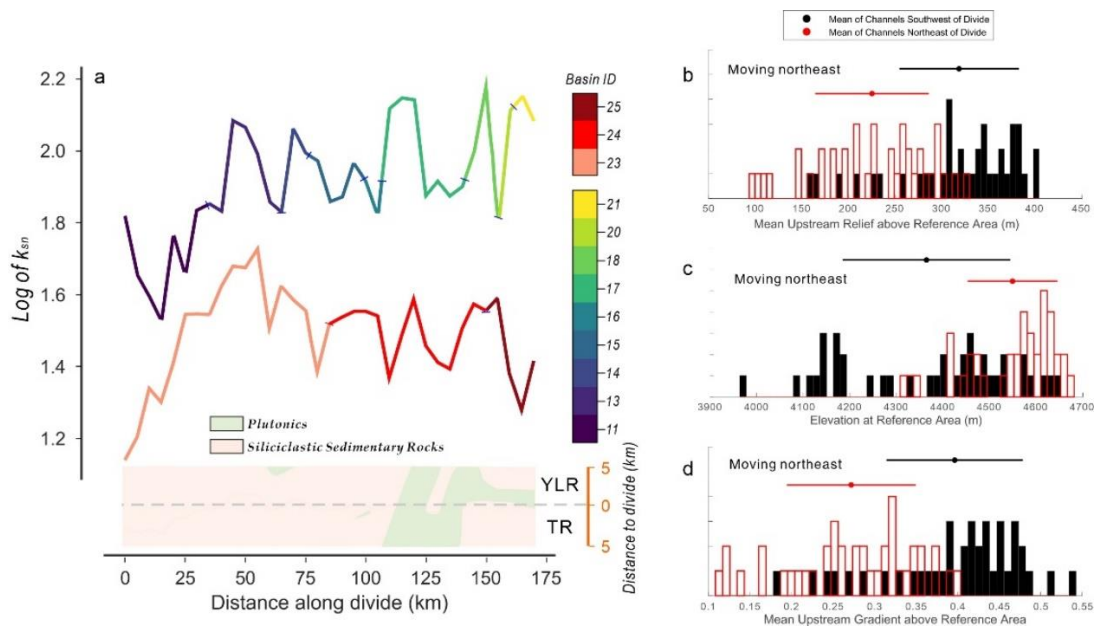 Mean of Channels Southwest of Divide
Mean of Channels Northeast of Divide
a
Log of ksn
2.2
2.0
1.8
1.6
1.4
1.2
Basin ID
25
24
23
21
20
18
17
16
15
14
13
11
Plutonics
Siliciclastic Sedimentary Rocks
YLR
TR
5
0
5
Distance to divide (km)
0 25 50 75 100 125 150 175
Distance along divide (km)
b
Moving northeast
50 100 150 200 250 300 350 400 450
Mean Upstream Relief above Reference Area (m)
c
Moving northeast
3900 4000 4100 4200 4300 4400 4500 4600 4700
Elevation at Reference Area (m)
d
Moving northeast
0.1 0.15 0.2 0.25 0.3 0.35 0.4 0.45 0.5 0.55
Mean Upstream Gradient above Reference Area